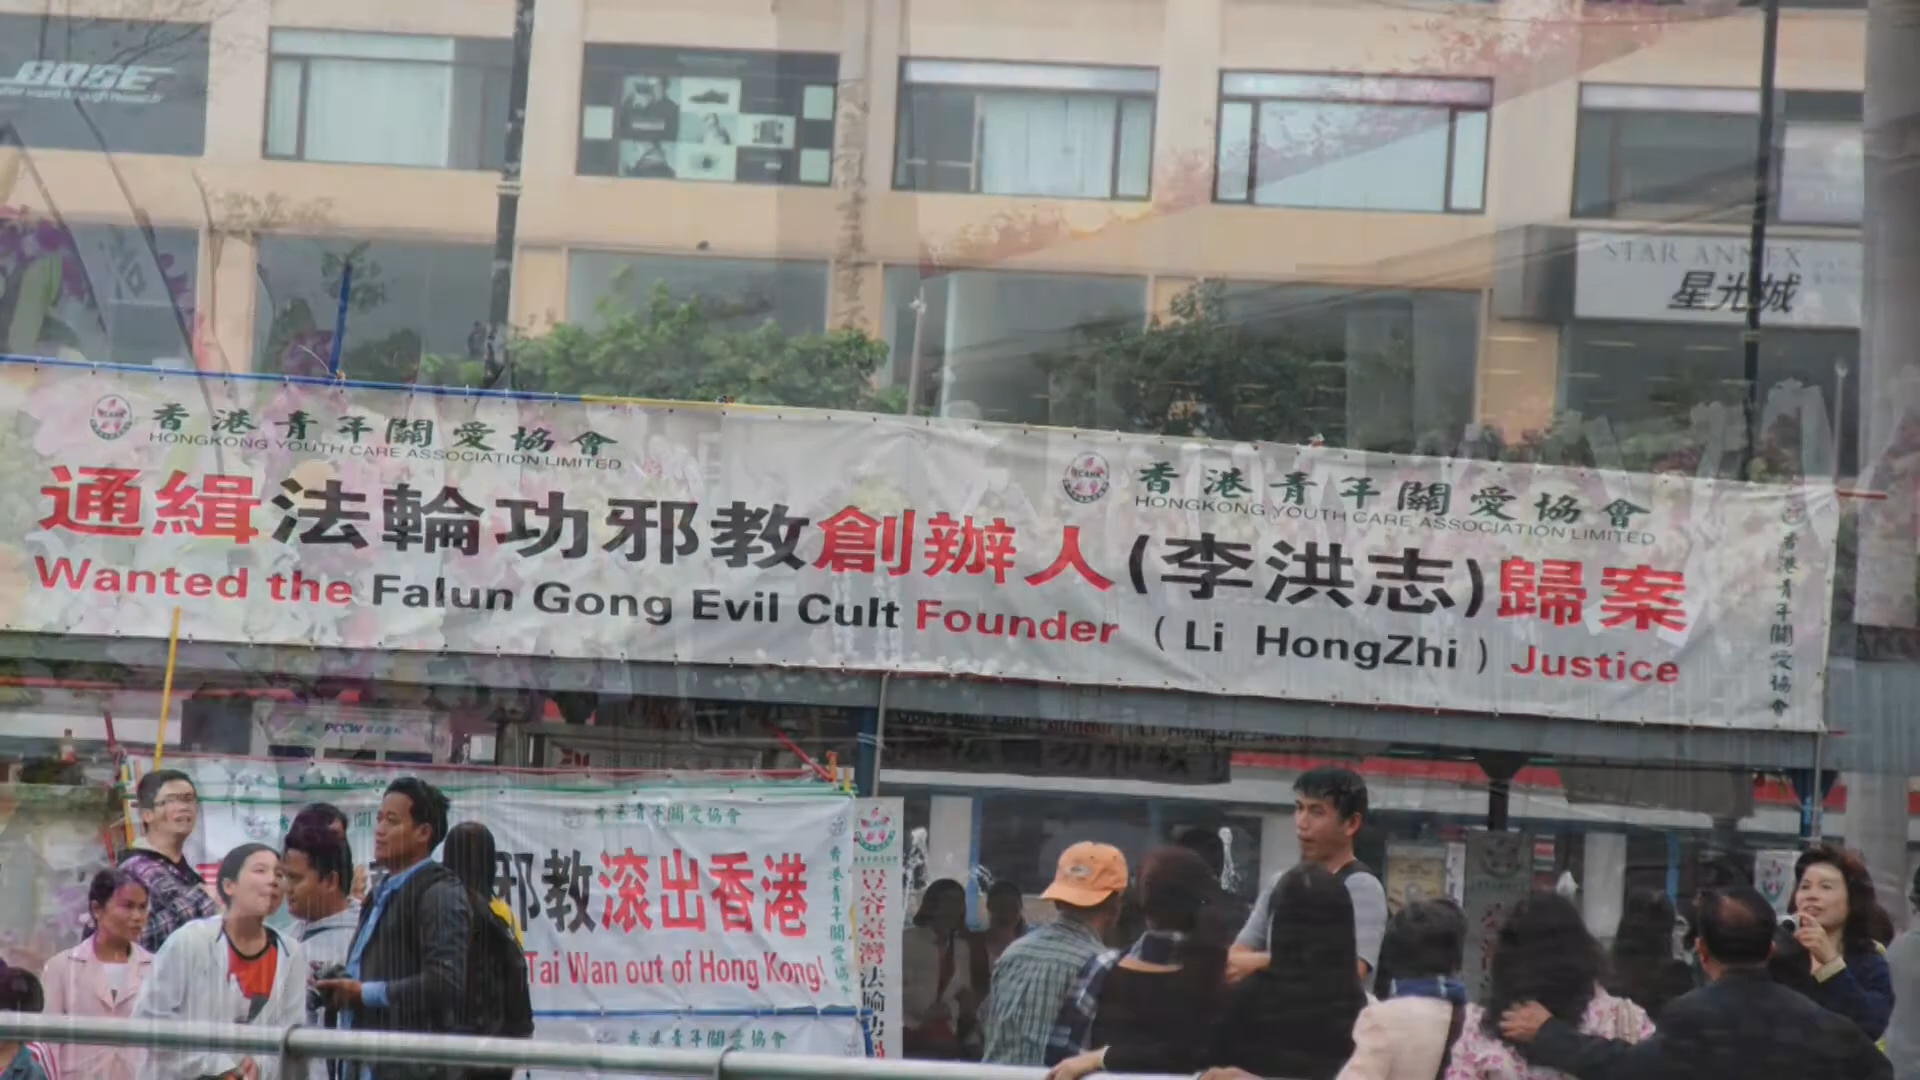 BOSE
STAR ANNEX
星光城
香港青年關愛協會
HONGKONG YOUTH CARE ASSOCIATION LIMITED
香港青年關愛協會
HONGKONG YOUTH CARE ASSOCIATION LIMITED
通緝法輪功邪教創辦人(李洪志)歸案
Wanted the Falun Gong Evil Cult Founder (Li HongZhi) Justice
香港青年關愛協會
PCCW
香港青年關愛協會
邪教滾出香港
Tai Wan out of Hong Kong!
香港青年關愛協會
香港青年關愛協會
豈容臺灣法輪功